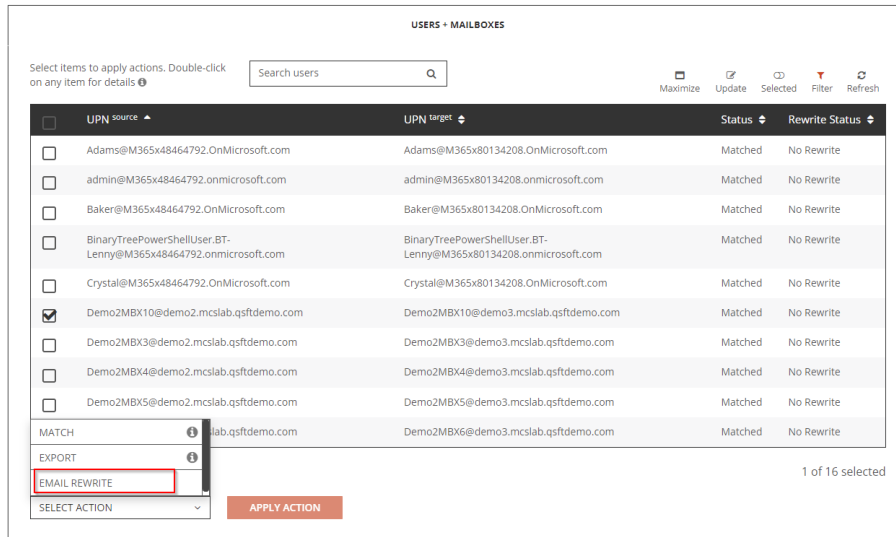 USERS + MAILBOXES
Select items to apply actions. Double-click
on any item for details
Search users
Maximize Update Selected Filter Refresh
UPN source UPN target Status Rewrite Status
Adams@M365x48464792.OnMicrosoft.com Adams@M365x80134208.OnMicrosoft.com Matched No Rewrite
admin@M365x48464792.onmicrosoft.com admin@M365x80134208.onmicrosoft.com Matched No Rewrite
Baker@M365x48464792.OnMicrosoft.com Baker@M365x80134208.OnMicrosoft.com Matched No Rewrite
BinaryTreePowerShellUser.BT- BinaryTreePowerShellUser.BT- Matched No Rewrite
Lenny@M365x48464792.onmicrosoft.com Lenny@M365x80134208.onmicrosoft.com
Crystal@M365x48464792.OnMicrosoft.com Crystal@M365x80134208.OnMicrosoft.com Matched No Rewrite
Demo2MBX10@demo2.mcslab.qsftdemo.com Demo2MBX10@demo3.mcslab.qsftdemo.com Matched No Rewrite
Demo2MBX3@demo2.mcslab.qsftdemo.com Demo2MBX3@demo3.mcslab.qsftdemo.com Matched No Rewrite
Demo2MBX4@demo2.mcslab.qsftdemo.com Demo2MBX4@demo3.mcslab.qsftdemo.com Matched No Rewrite
Demo2MBX5@demo2.mcslab.qsftdemo.com Demo2MBX5@demo3.mcslab.qsftdemo.com Matched No Rewrite
MATCH lab.qsftdemo.com Demo2MBX6@demo3.mcslab.qsftdemo.com Matched No Rewrite
EXPORT
1 of 16 selected
EMAIL REWRITE
SELECT ACTION APPLY ACTION